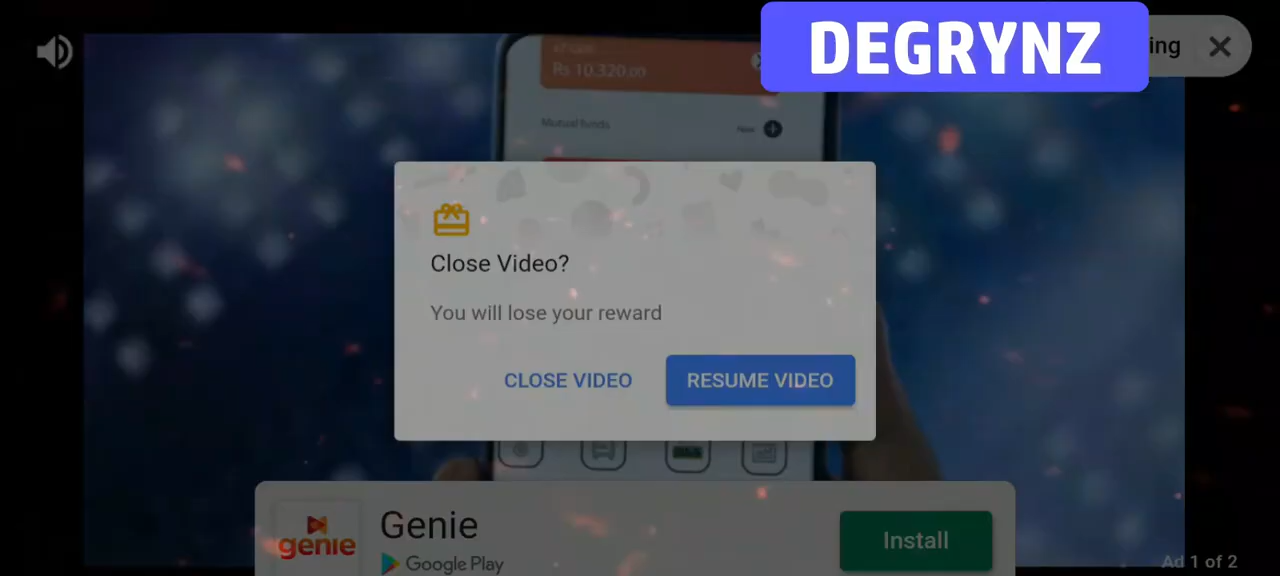 DEGRYNZ
ing
Rs 10,320.00
Mutual funds
New
Close Video?
You will lose your reward
CLOSE VIDEO
RESUME VIDEO
genie
Genie
Google Play
Install
Ad 1 of 2